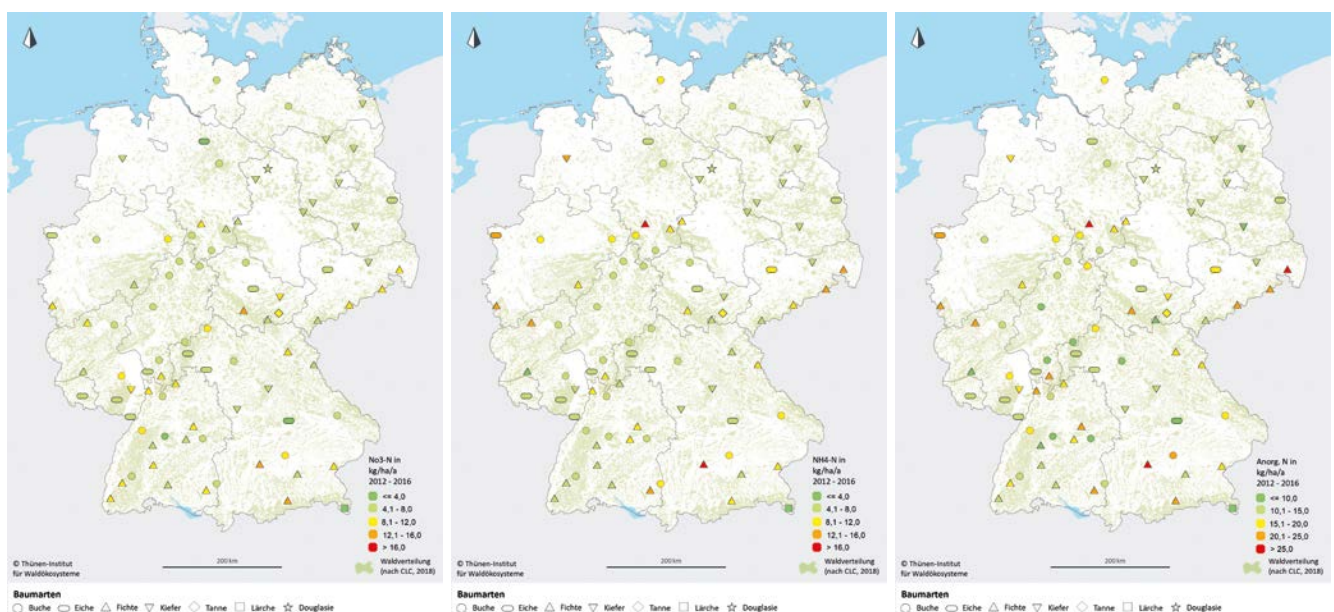 No3-N in
kg/ha/a
2012 - 2016
<= 4,0
4,1 - 8,0
8,1 - 12,0
12,1 - 16,0
> 16,0
200 km
Waldverteilung
(nach CLC, 2018)
© Thünen-Institut
für Waldökosysteme
Baumarten
Buche Eiche Fichte Kiefer Tanne Lärche Douglasie
NH4-N in
kg/ha/a
2012 - 2016
<= 4,0
4,1 - 8,0
8,1 - 12,0
12,1 - 16,0
> 16,0
200 km
Waldverteilung
(nach CLC, 2018)
© Thünen-Institut
für Waldökosysteme
Baumarten
Buche Eiche Fichte Kiefer Tanne Lärche Douglasie
Anorg. N in
kg/ha/a
2012 - 2016
<= 10,0
10,1 - 15,0
15,1 - 20,0
20,1 - 25,0
> 25,0
200 km
Waldverteilung
(nach CLC, 2018)
© Thünen-Institut
für Waldökosysteme
Baumarten
Buche Eiche Fichte Kiefer Tanne Lärche Douglasie